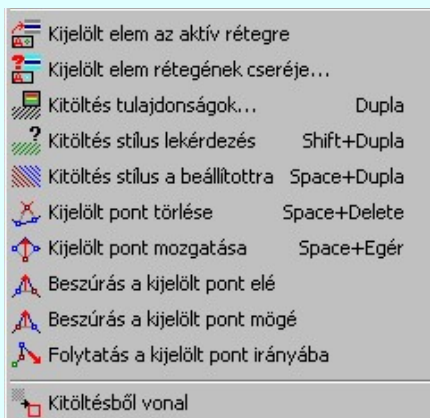 Kijelölt elem az aktív rétegre
Kijelölt elem rétegének cseréje...
Kitöltés tulajdonságok... Dupla
Kitöltés stílus lekérdezés Shift+Dupla
Kitöltés stílus a beállítottra Space+Dupla
Kijelölt pont törlése Space+Delete
Kijelölt pont mozgatása Space+Egér
Beszúrás a kijelölt pont elé
Beszúrás a kijelölt pont mögé
Folytatás a kijelölt pont irányába
Kitöltésből vonal